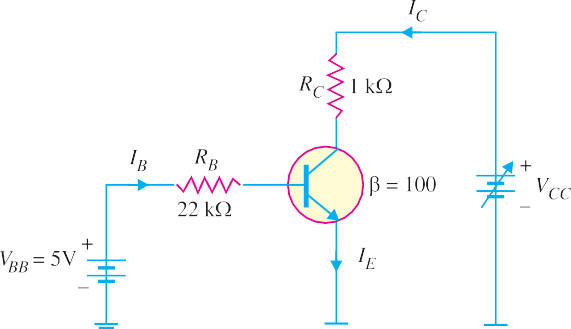 I_C
R_C 1 kΩ
I_B
R_B
22 kΩ
β = 100
+
V_CC
–
V_BB = 5V
+
–
I_E